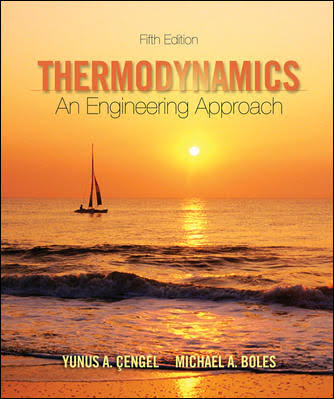 Fifth Edition
THERMODYNAMICS
An Engineering Approach
YUNUS A. ÇENGEL MICHAEL A. BOLES